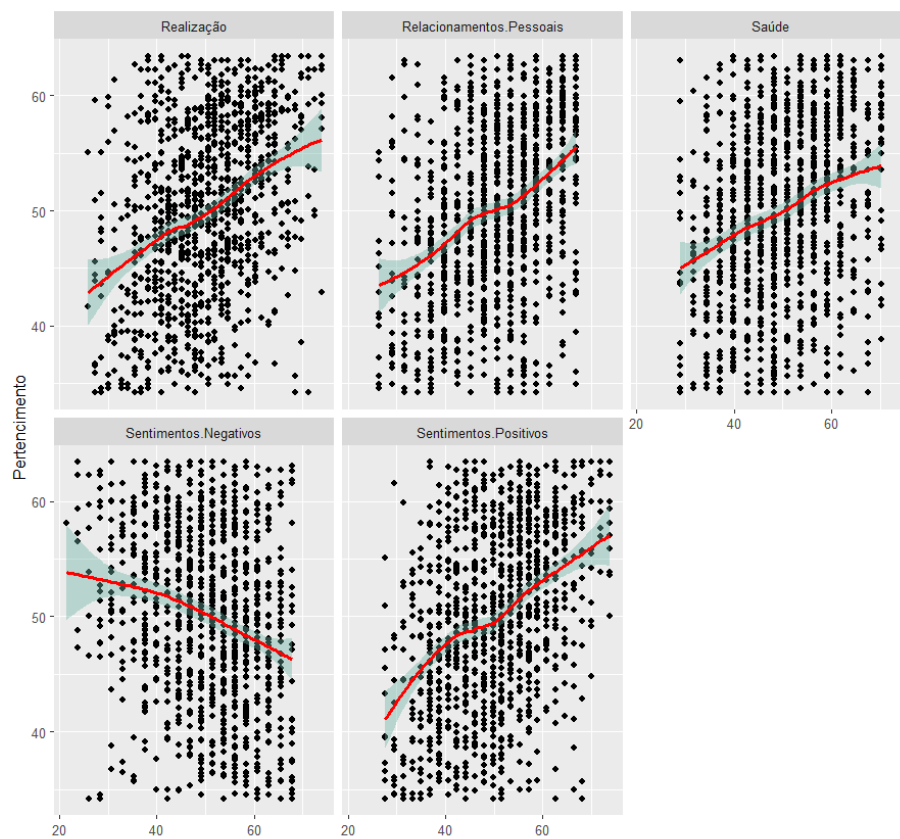 Realização
Relacionamentos.Pessoais
Saúde
60
50
40
20
40
60
Pertencimento
Sentimentos.Negativos
Sentimentos.Positivos
60
50
40
20
40
60
20
40
60